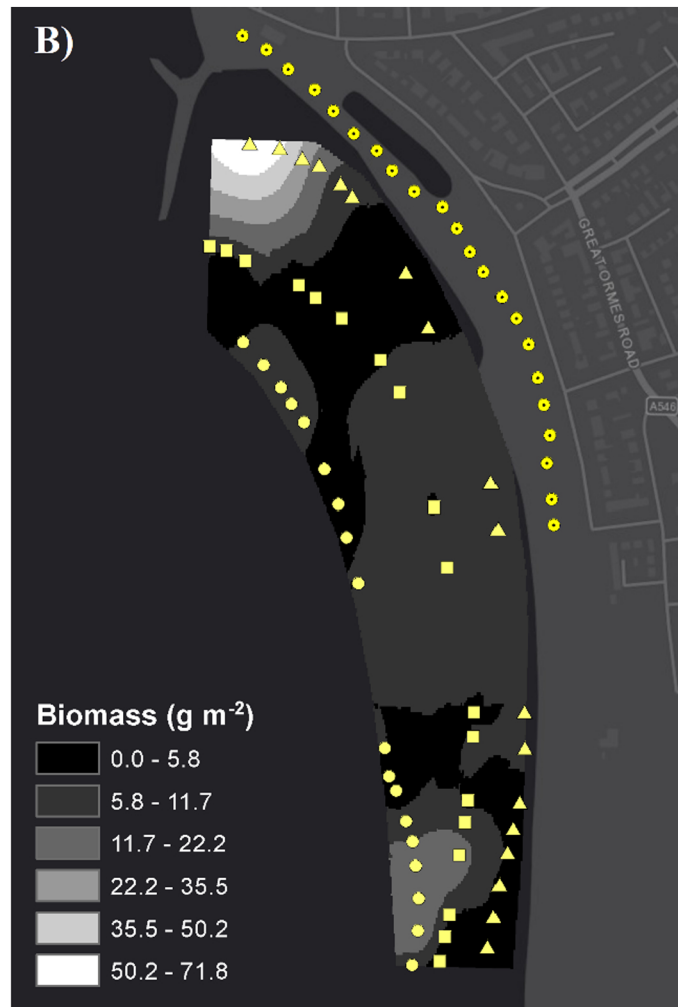 B)
GREAT ORMES ROAD
A546
Biomass (g m⁻²)
0.0 - 5.8
5.8 - 11.7
11.7 - 22.2
22.2 - 35.5
35.5 - 50.2
50.2 - 71.8